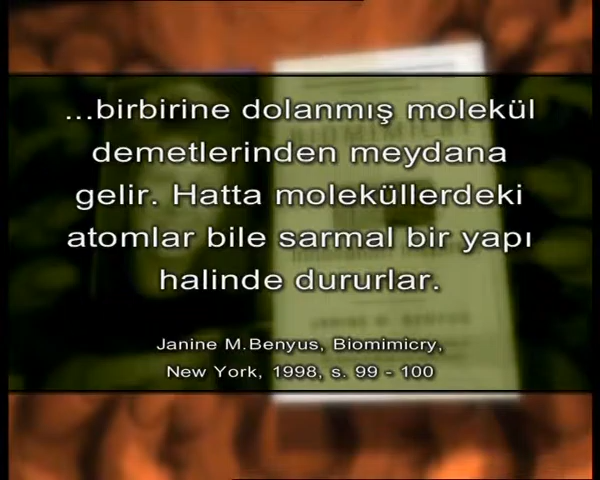 ...birbirine dolanmış molekül
demetlerinden meydana
gelir. Hatta moleküllerdeki
atomlar bile sarmal bir yapı
halinde dururlar.
Janine M.Benyus, Biomimicry,
New York, 1998, s. 99 - 100